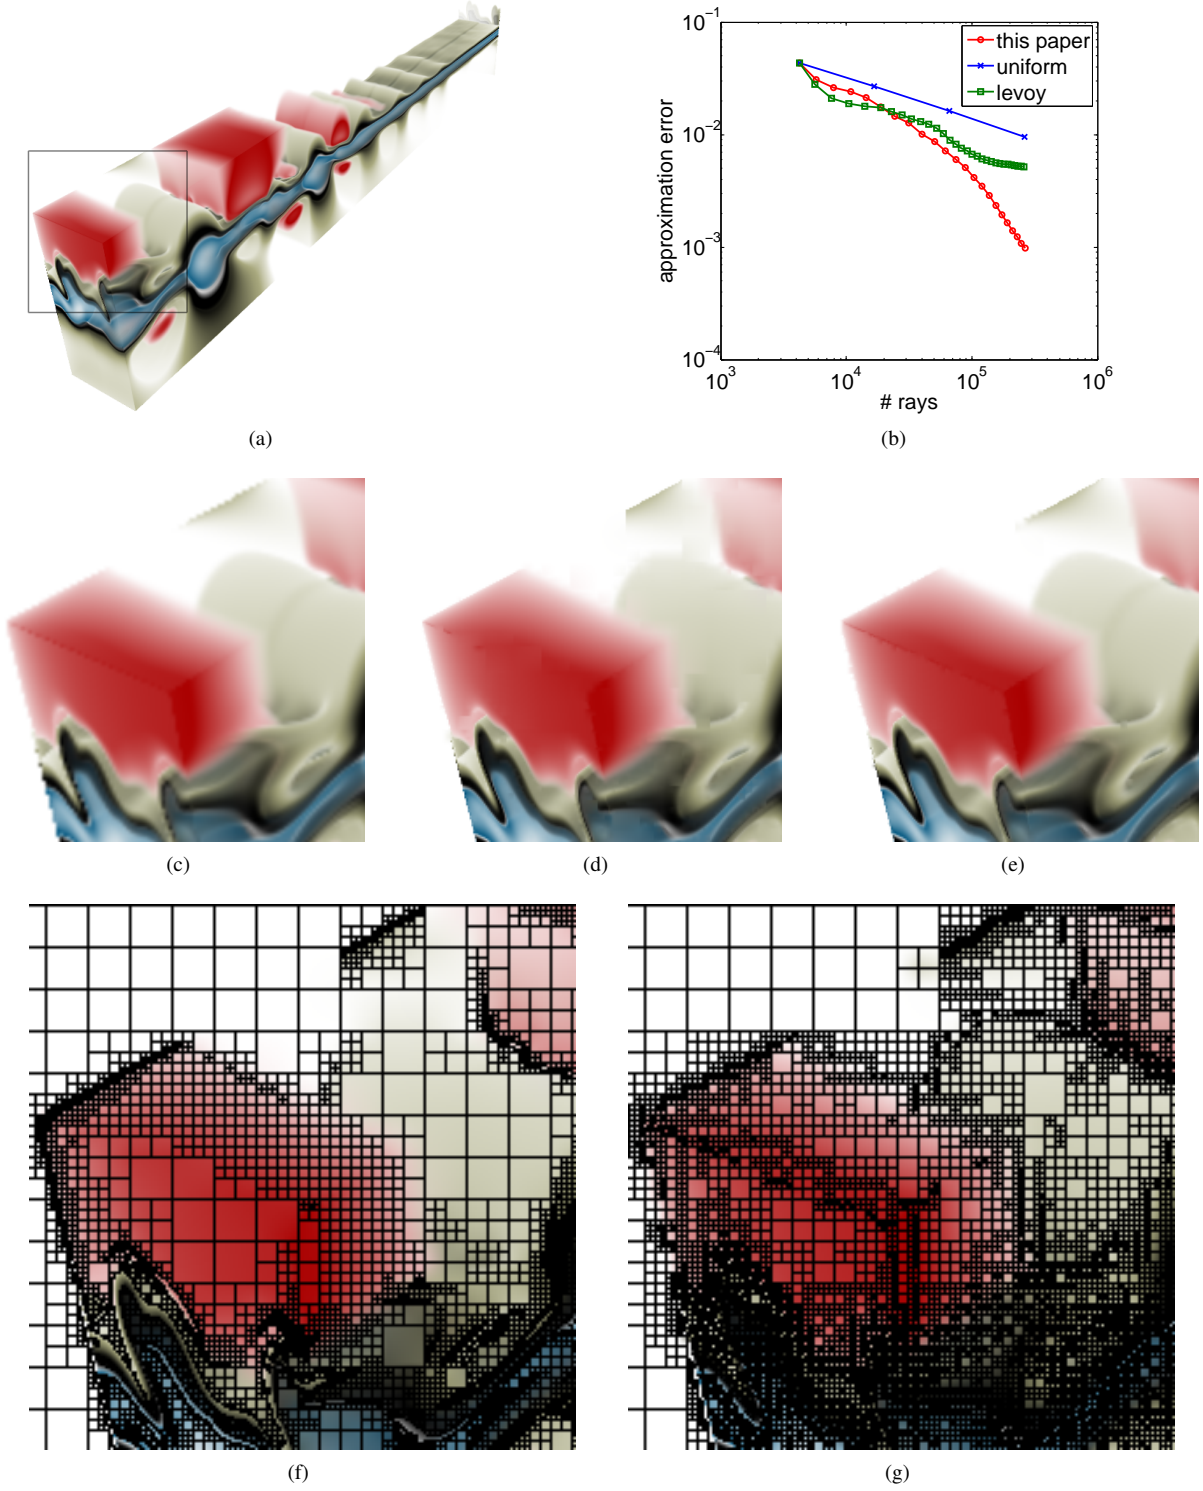 10^-1
this paper
uniform
levoy
10^-2
approximation error
10^-3
10^-4
10^3 10^4 10^5 10^6
# rays
(a) (b)
(c) (d) (e)
(f) (g)